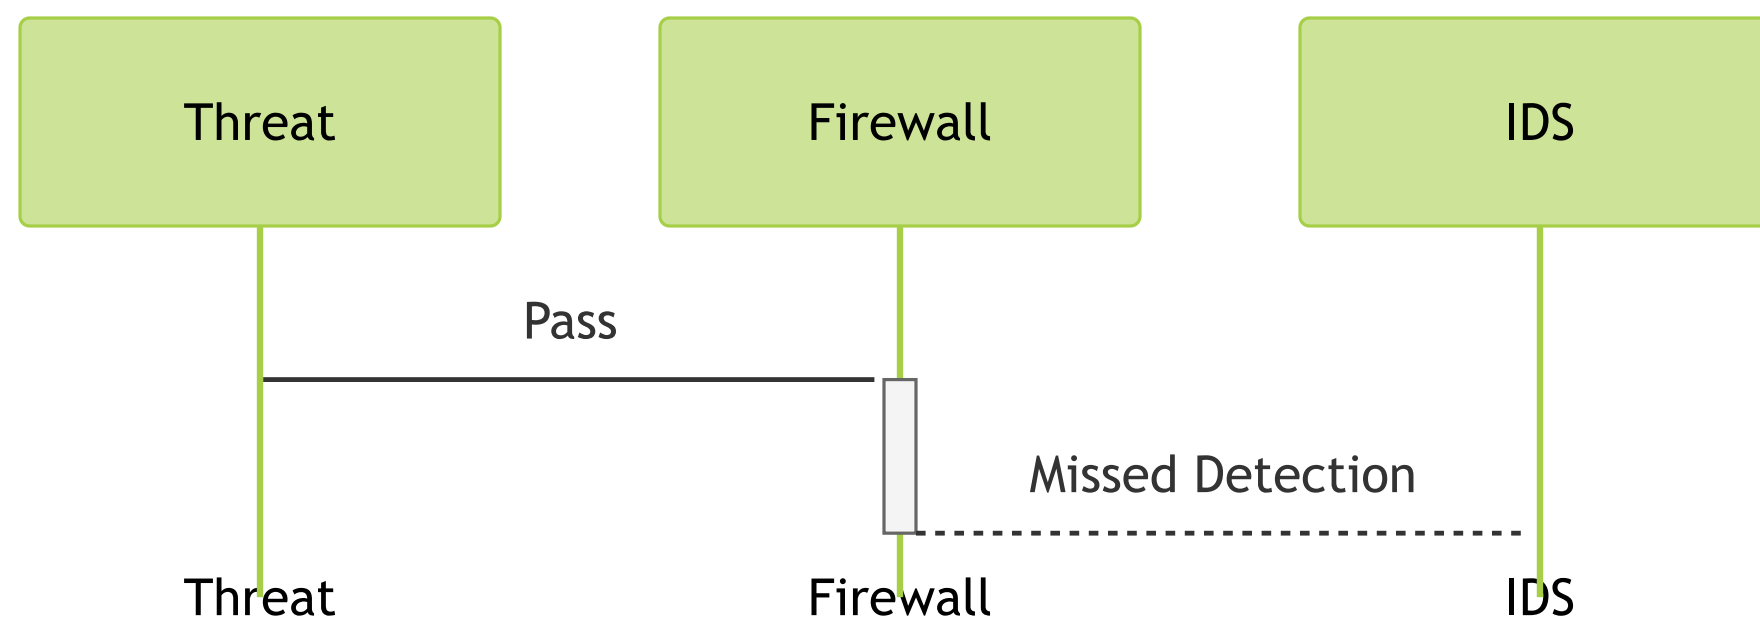 Threat
Firewall
IDS
Pass
Missed Detection
Threat
Firewall
IDS